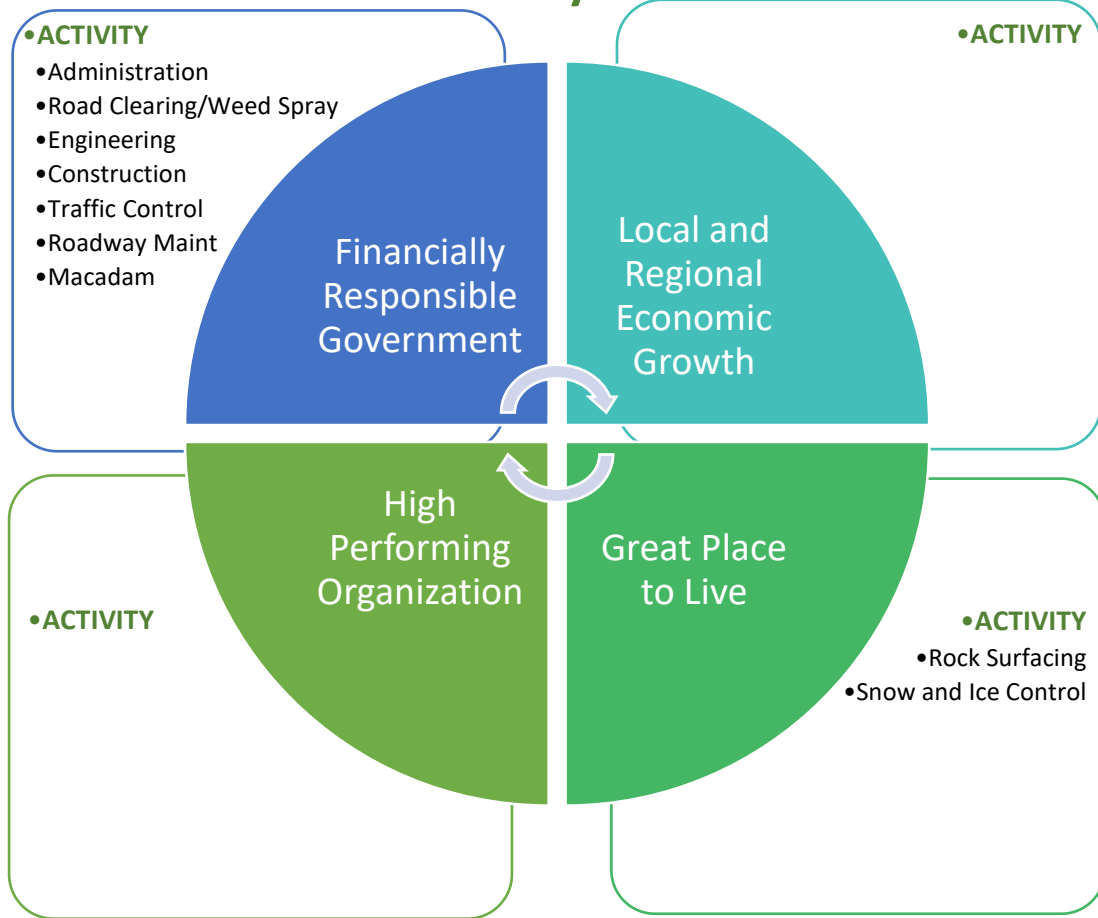 •ACTIVITY
•Administration
•Road Clearing/Weed Spray
•Engineering
•Construction
•Traffic Control
•Roadway Maint
•Macadam
•ACTIVITY
Financially
Responsible
Government
Local and
Regional
Economic
Growth
High
Performing
Organization
Great Place
to Live
•ACTIVITY
•ACTIVITY
•Rock Surfacing
•Snow and Ice Control